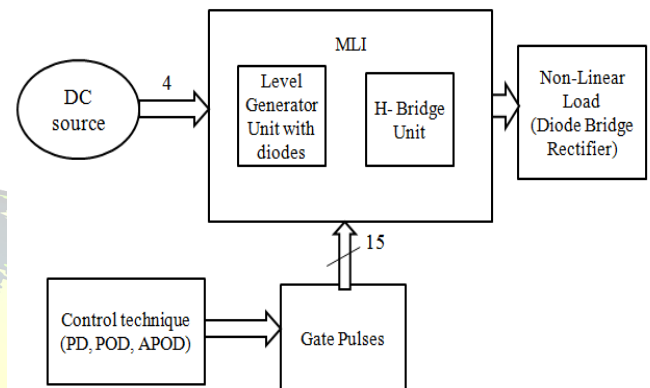 MLI
DC
source
4
Level
Generator
Unit with
diodes
H- Bridge
Unit
Non-Linear
Load
(Diode Bridge
Rectifier)
15
Control technique
(PD, POD, APOD)
Gate Pulses